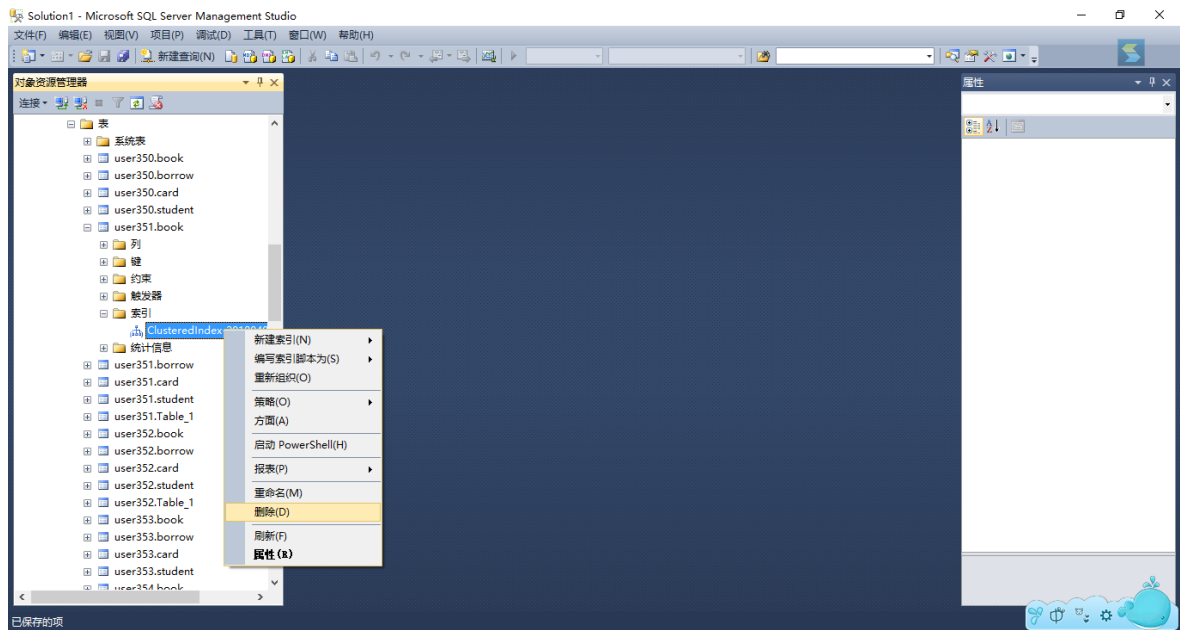 Solution1 - Microsoft SQL Server Management Studio
文件(F) 编辑(E) 视图(V) 项目(P) 调试(D) 工具(T) 窗口(W) 帮助(H)
新建查询(N)
对象资源管理器
连接
表
系统表
user350.book
user350.borrow
user350.card
user350.student
user351.book
列
键
约束
触发器
索引
ClusteredIndex-
统计信息
user351.borrow
user351.card
user351.student
user351.Table_1
user352.book
user352.borrow
user352.card
user352.student
user352.Table_1
user353.book
user353.borrow
user353.card
user353.student
user354.book
新建索引(N)
编写索引脚本为(S)
重新组织(O)
策略(O)
方面(A)
启动 PowerShell(H)
报表(P)
重命名(M)
删除(D)
刷新(F)
属性(R)
属性
已保存的项
中